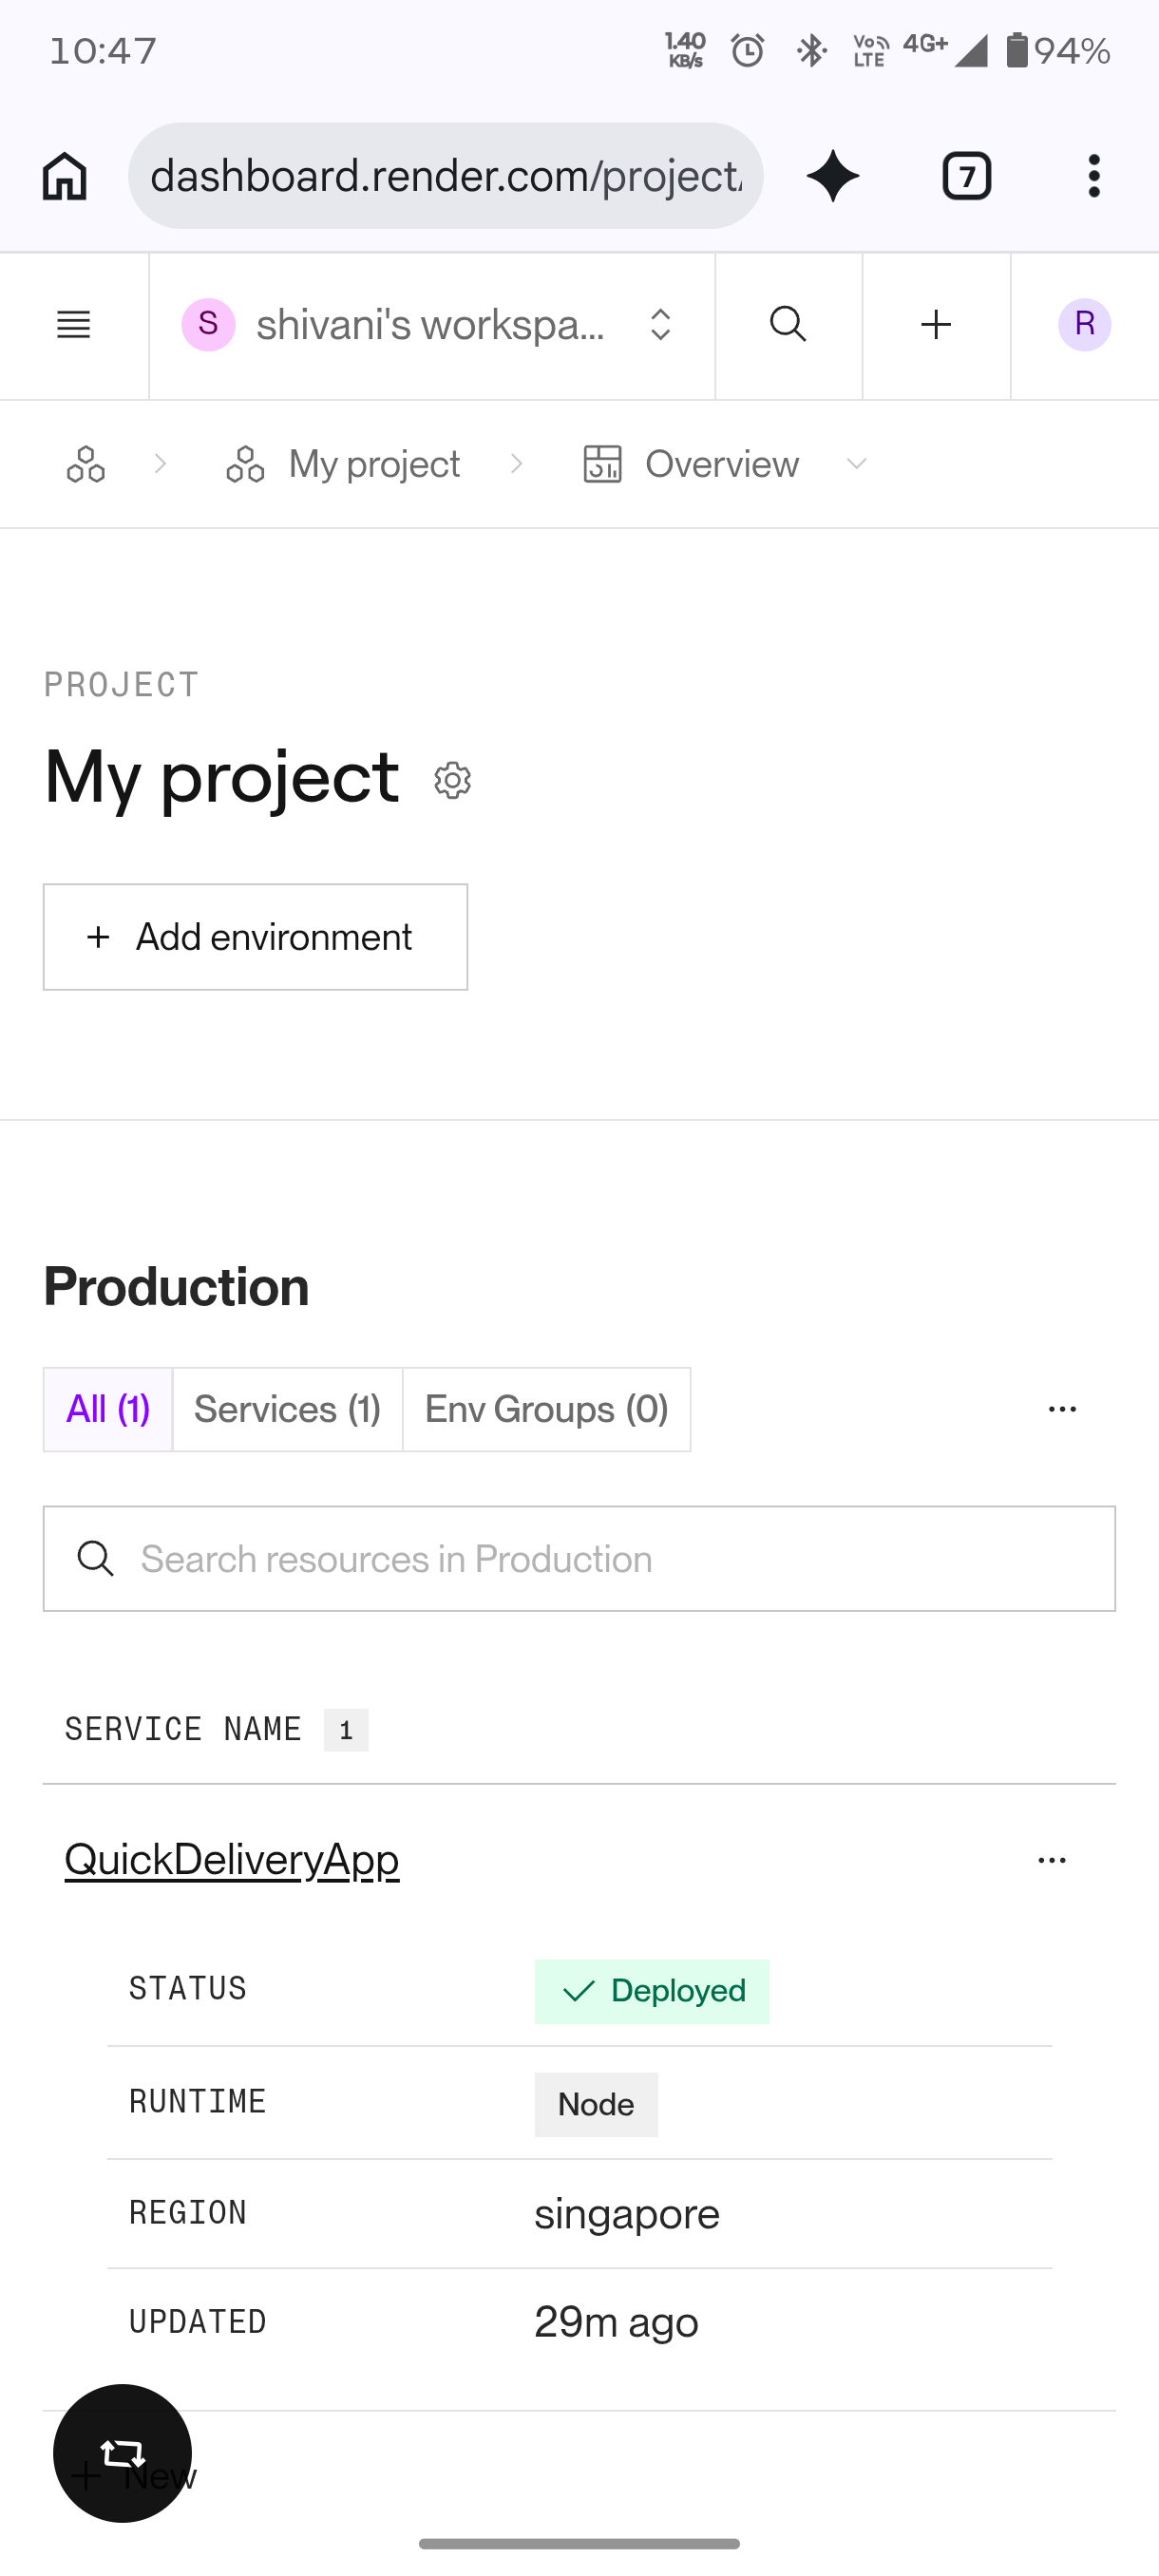 10:47
1.40 KB/s Vo LTE 4G+ 94%
dashboard.render.com/project/
7
S shivani's workspa... R
My project Overview
PROJECT
My project
+ Add environment
Production
All (1) Services (1) Env Groups (0)
Search resources in Production
SERVICE NAME 1
QuickDeliveryApp
STATUS Deployed
RUNTIME Node
REGION singapore
UPDATED 29m ago
+ New